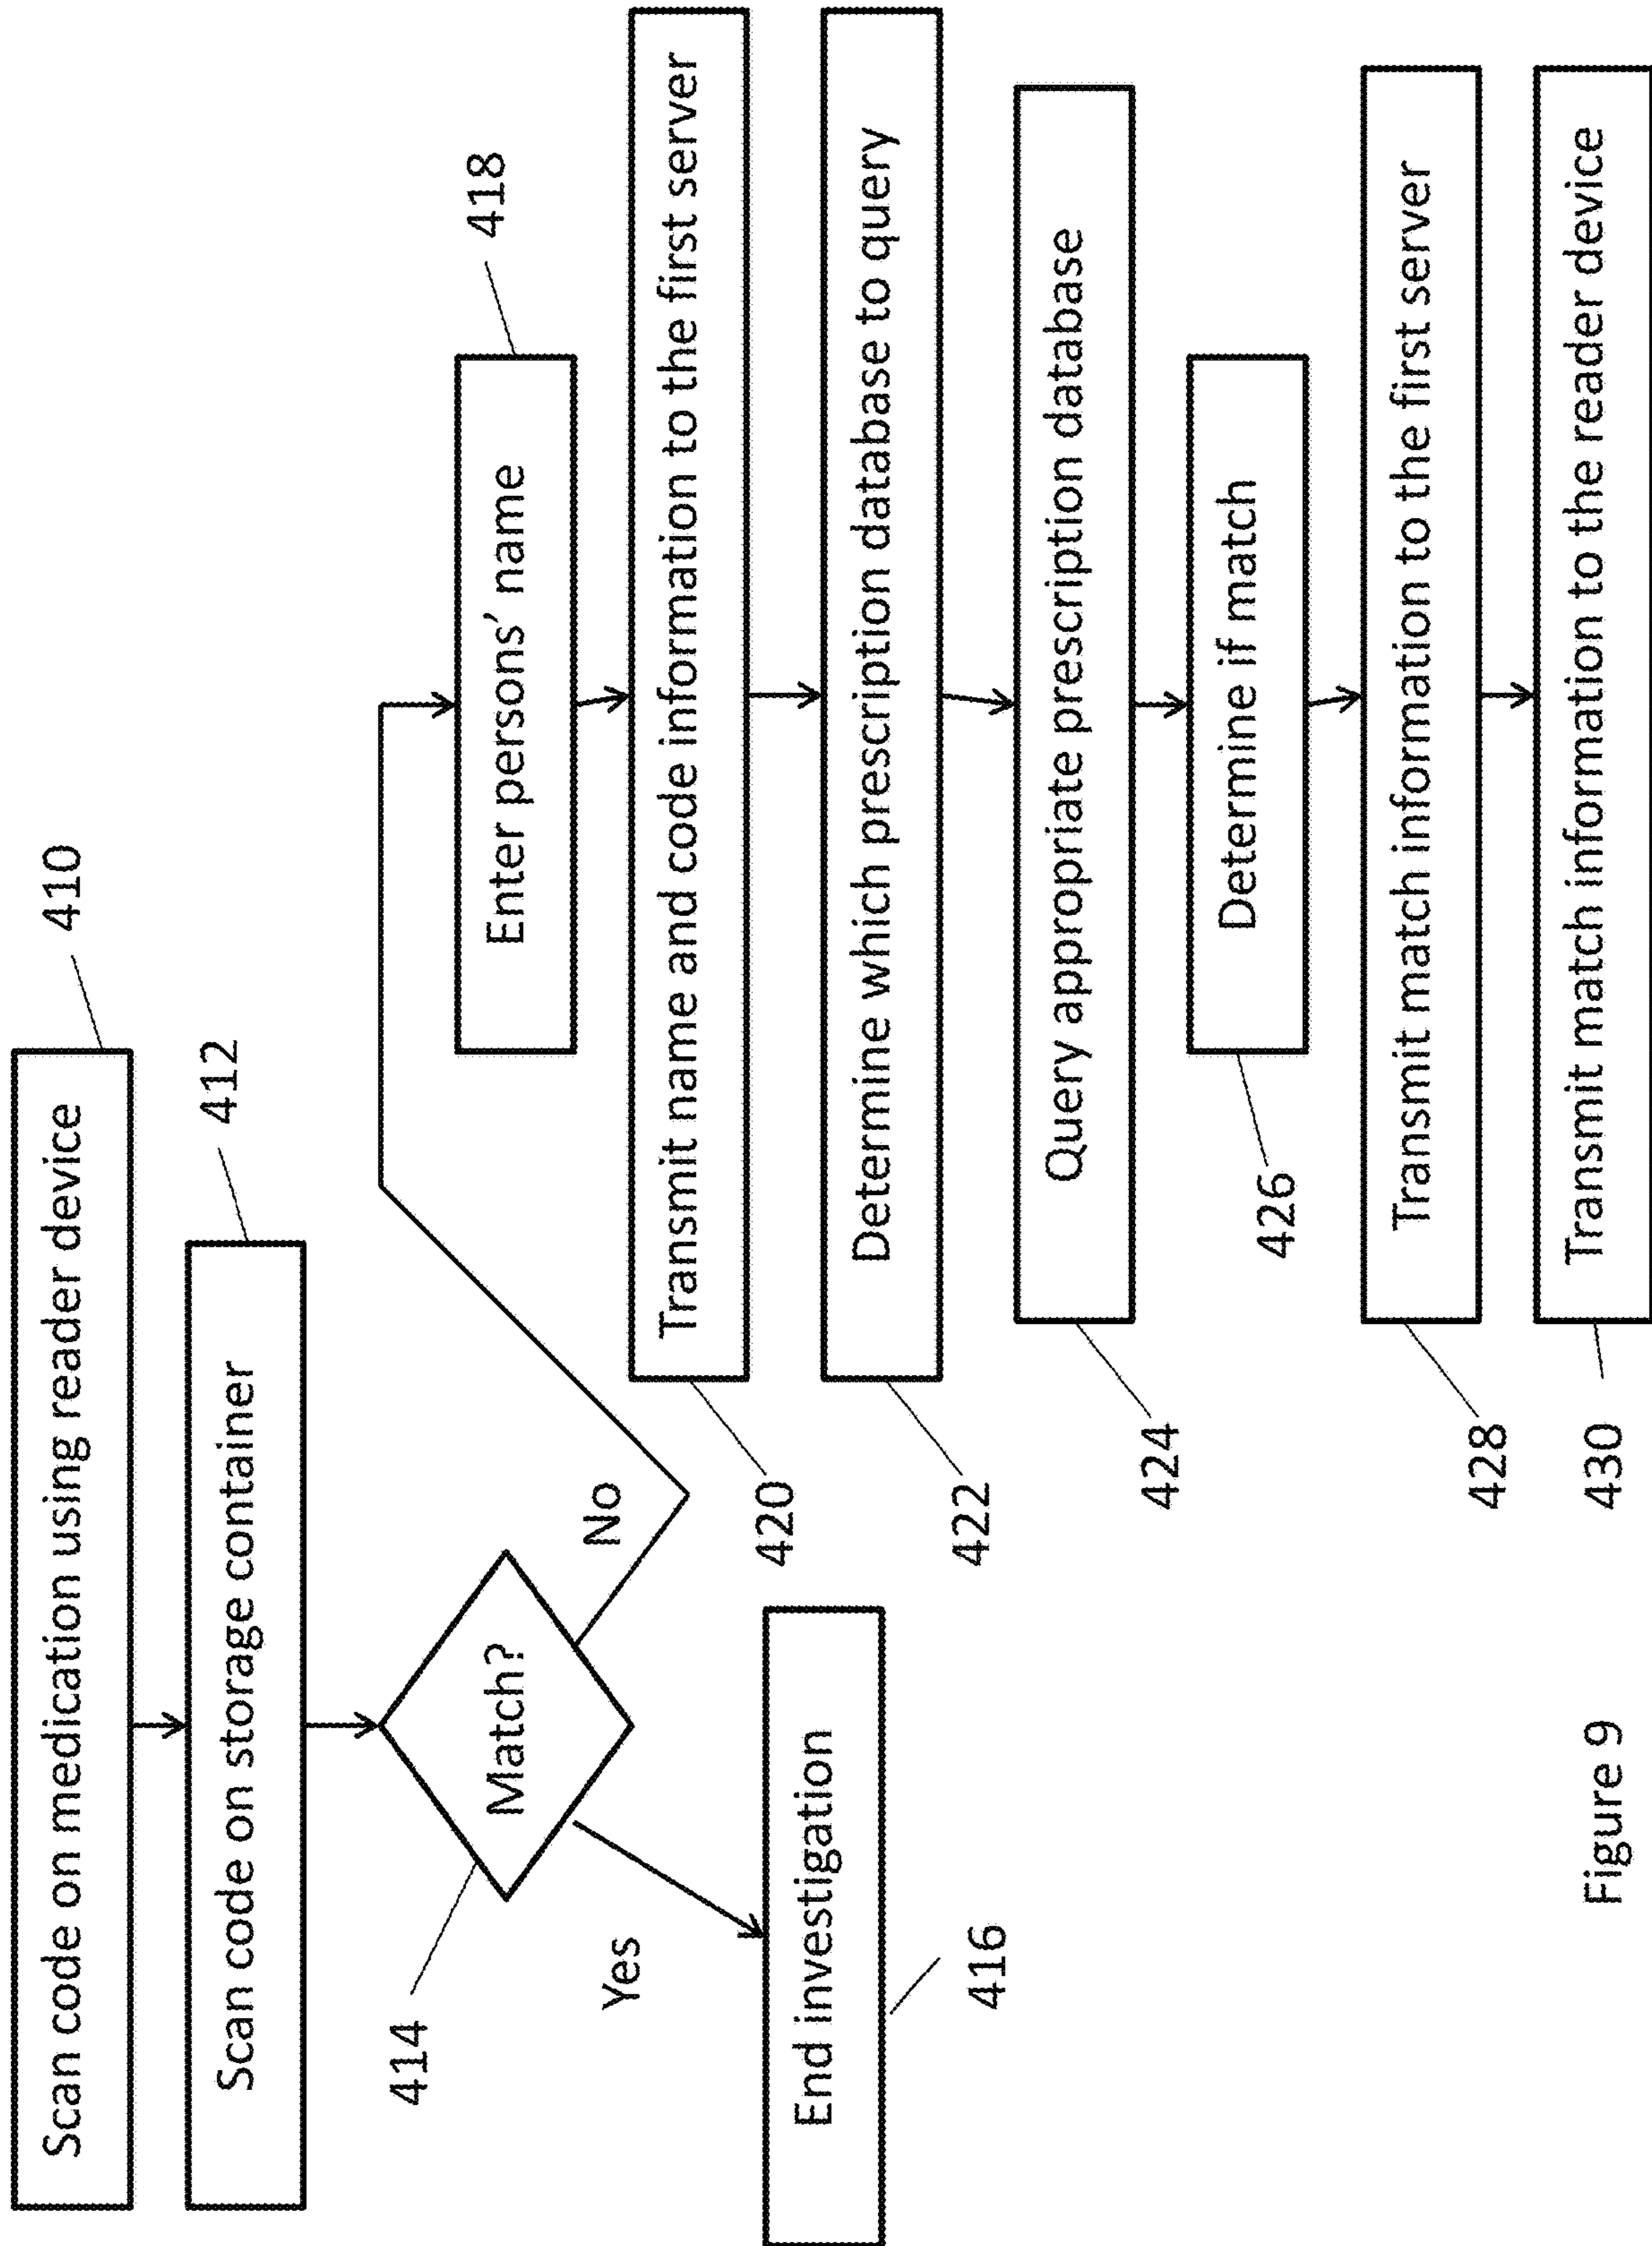 Scan code on medication using reader device
410
Scan code on storage container
412
Match?
414
Yes
No
End investigation
416
Enter persons' name
418
Transmit name and code information to the first server
420
Determine which prescription database to query
422
Query appropriate prescription database
424
Determine if match
426
Transmit match information to the first server
428
Transmit match information to the reader device
430
Figure 9